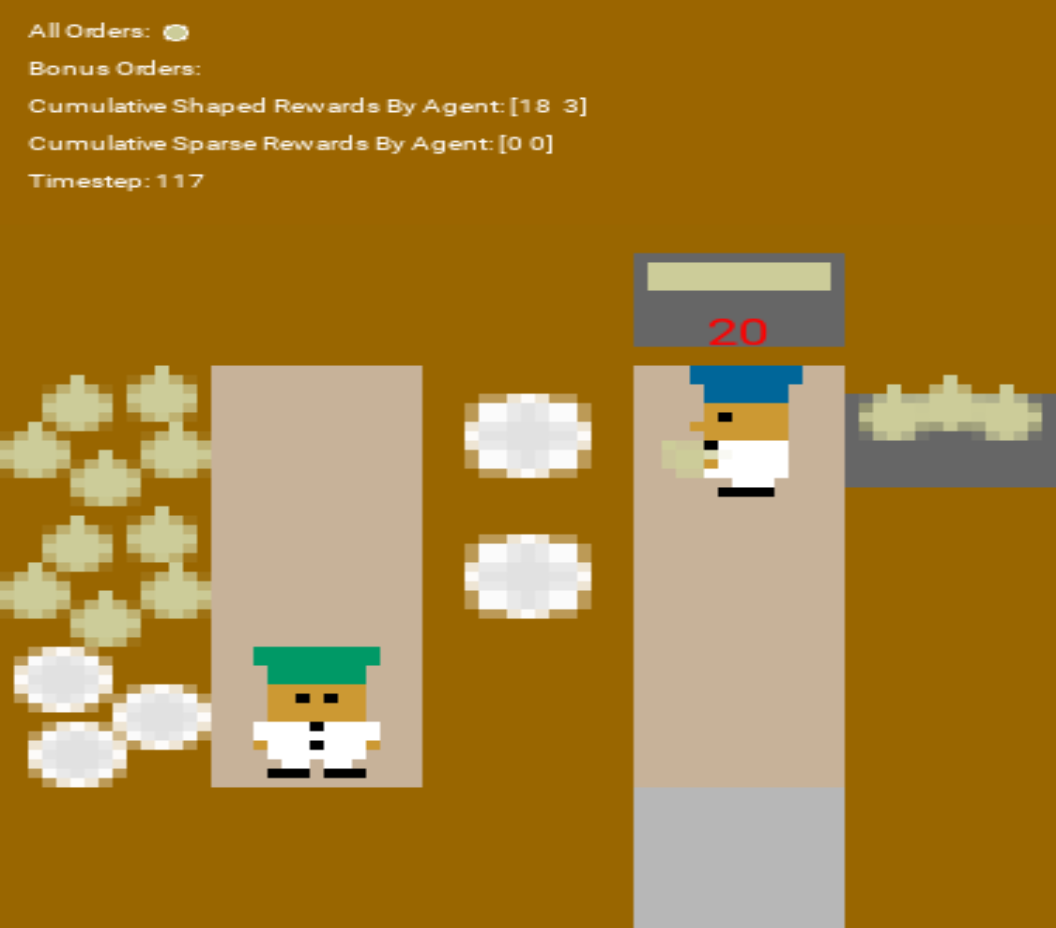 All Orders:
Bonus Orders:
Cumulative Shaped Rewards By Agent: [18 3]
Cumulative Sparse Rewards By Agent: [0 0]
Timestep: 117
20